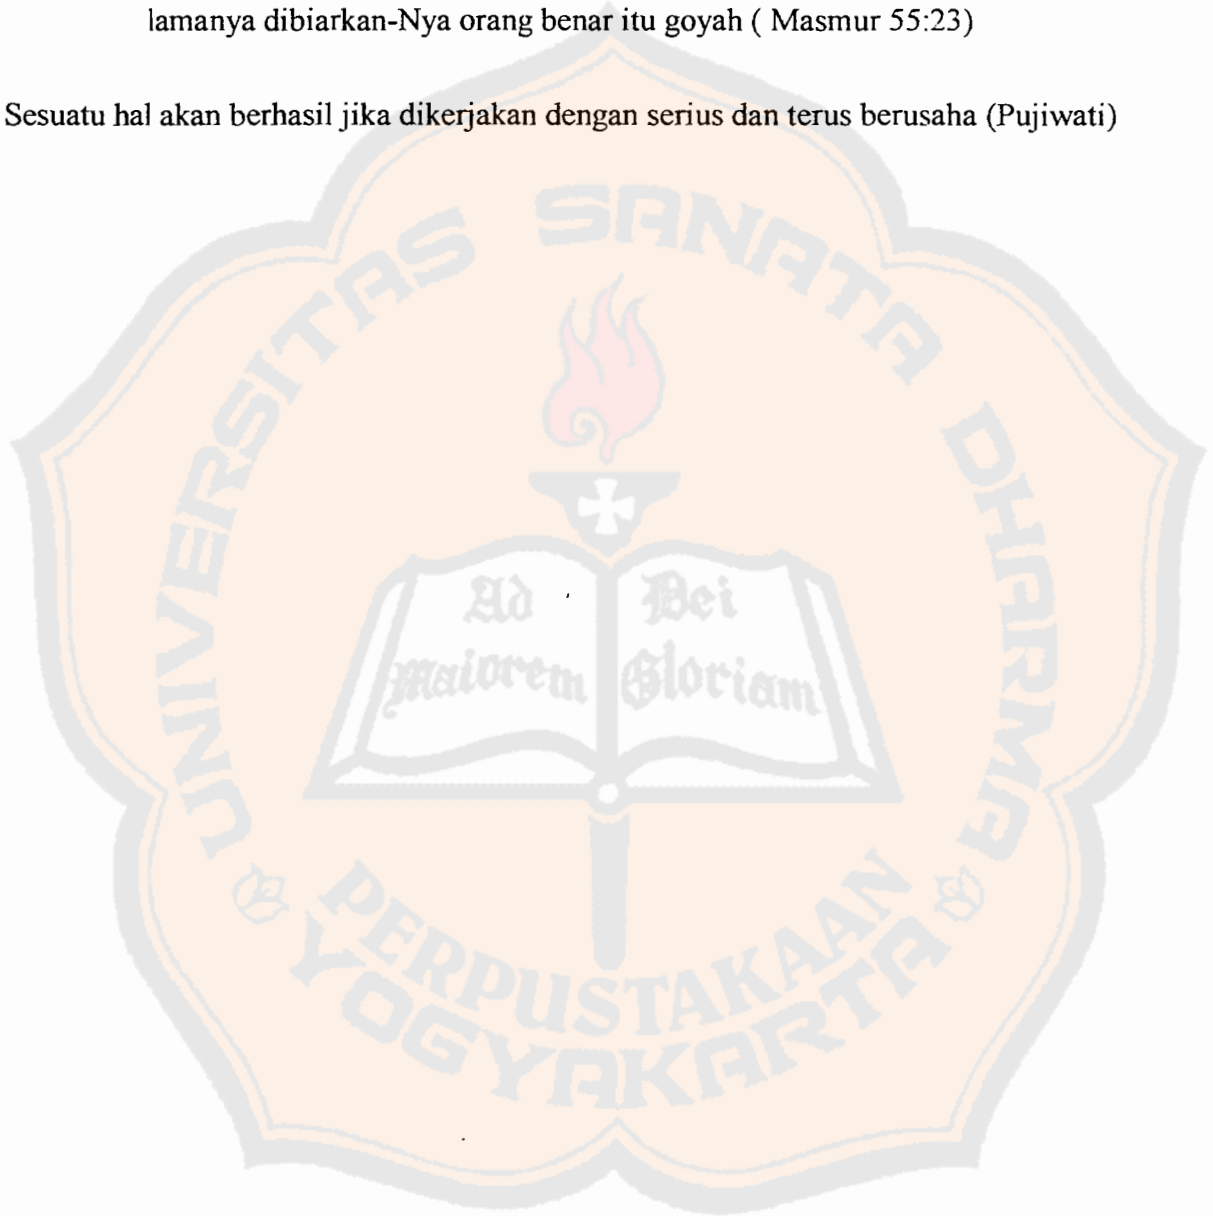 lamanya dibiarkan-Nya orang benar itu goyah ( Masmur 55:23)
Sesuatu hal akan berhasil jika dikerjakan dengan serius dan terus berusaha (Pujiwati)
UNIVERSITAS SANATA DHARMA
Ad Dei
maiorem Gloriam
PERPUSTAKAAN
YOGYAKARTA